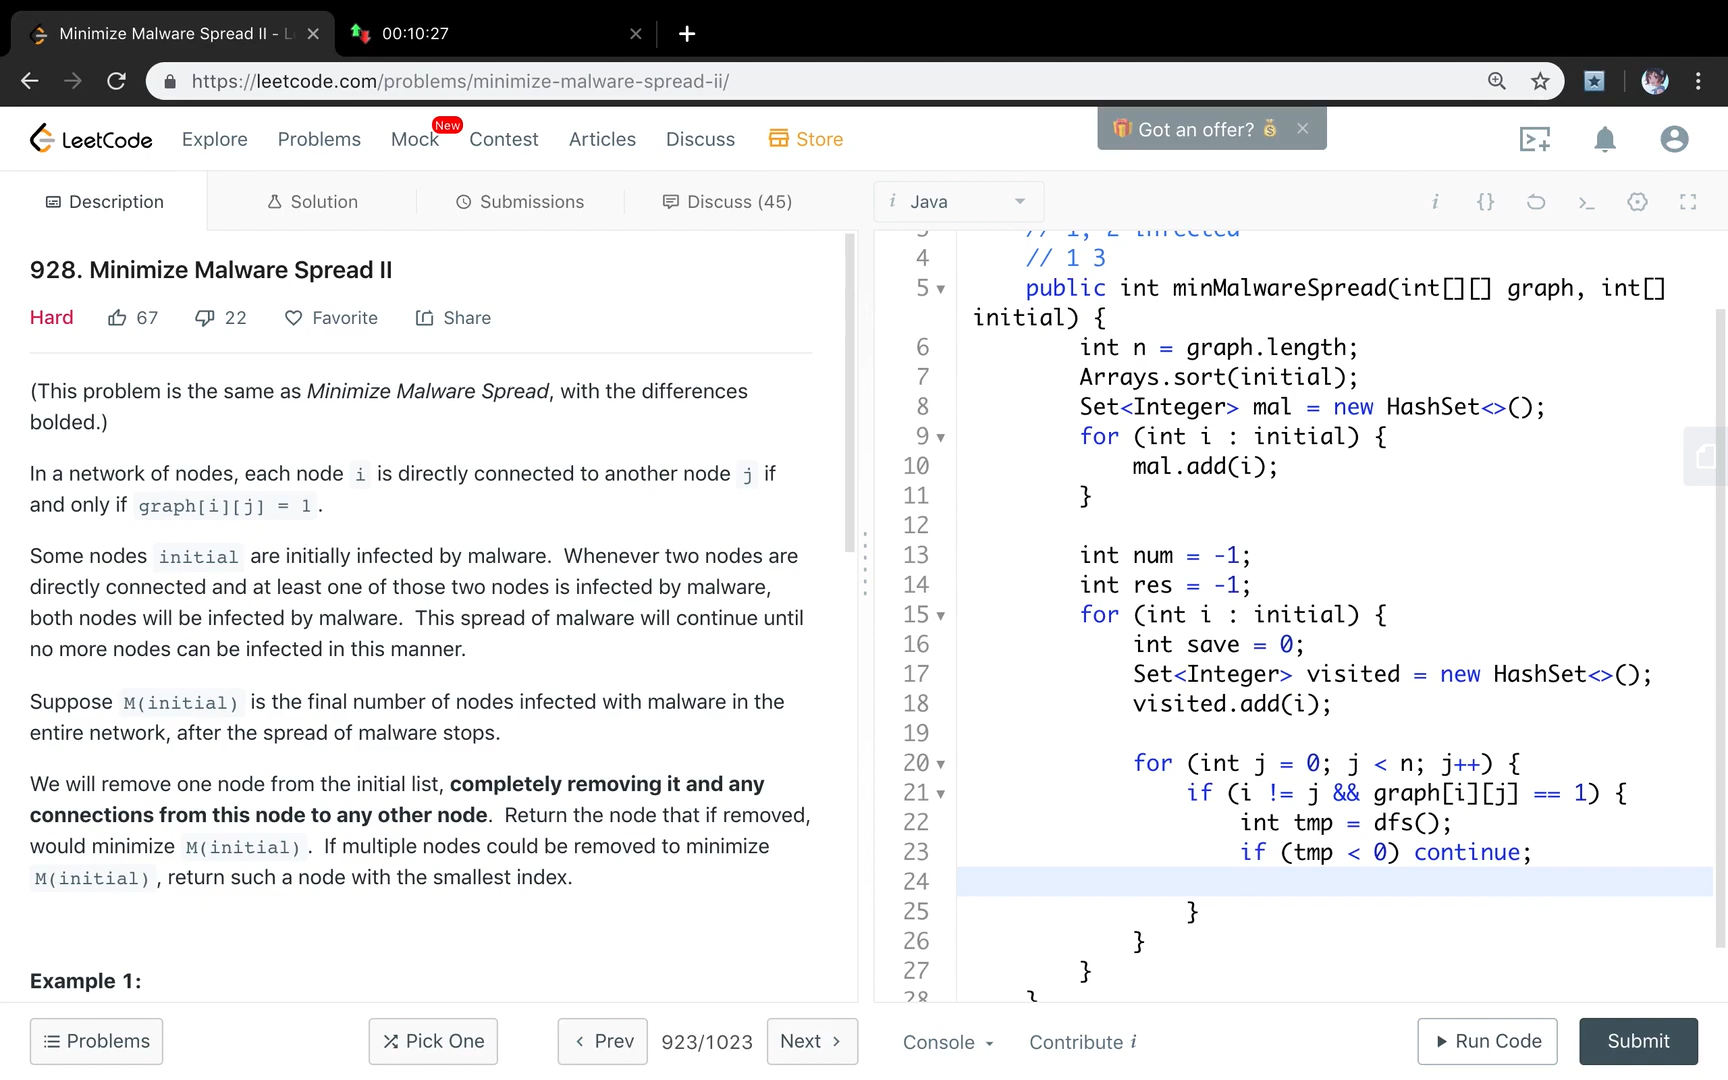 Minimize Malware Spread II - L
00:10:27
https://leetcode.com/problems/minimize-malware-spread-ii/
LeetCode
Explore
Problems
Mock
New
Contest
Articles
Discuss
Store
Got an offer?
Description
Solution
Submissions
Discuss (45)
i Java
928. Minimize Malware Spread II
Hard
67
22
Favorite
Share
(This problem is the same as Minimize Malware Spread, with the differences
bolded.)
In a network of nodes, each node i is directly connected to another node j if
and only if graph[i][j] = 1.
Some nodes initial are initially infected by malware. Whenever two nodes are
directly connected and at least one of those two nodes is infected by malware,
both nodes will be infected by malware. This spread of malware will continue until
no more nodes can be infected in this manner.
Suppose M(initial) is the final number of nodes infected with malware in the
entire network, after the spread of malware stops.
We will remove one node from the initial list, completely removing it and any
connections from this node to any other node. Return the node that if removed,
would minimize M(initial). If multiple nodes could be removed to minimize
M(initial), return such a node with the smallest index.
Example 1:
3 // 1, 2 infected
4 // 1 3
5 public int minMalwareSpread(int[][] graph, int[]
initial) {
6 int n = graph.length;
7 Arrays.sort(initial);
8 Set<Integer> mal = new HashSet<>();
9 for (int i : initial) {
10 mal.add(i);
11 }
12
13 int num = -1;
14 int res = -1;
15 for (int i : initial) {
16 int save = 0;
17 Set<Integer> visited = new HashSet<>();
18 visited.add(i);
19
20 for (int j = 0; j < n; j++) {
21 if (i != j && graph[i][j] == 1) {
22 int tmp = dfs();
23 if (tmp < 0) continue;
24
25 }
26 }
27 }
28 }
Problems
Pick One
Prev
923/1023
Next
Console
Contribute i
Run Code
Submit